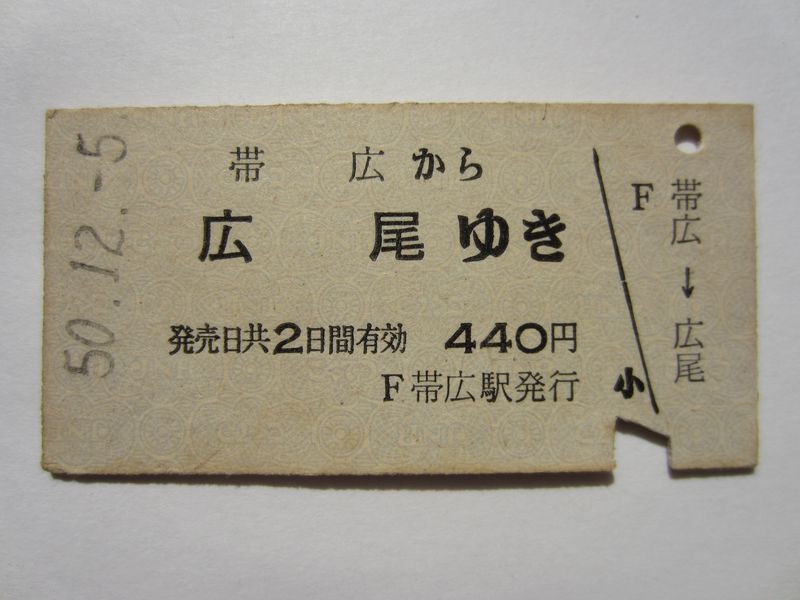 50.12.-5
帯広から
広尾ゆき
発売日共2日間有効 440円
F帯広駅発行
小
F
帯広→広尾